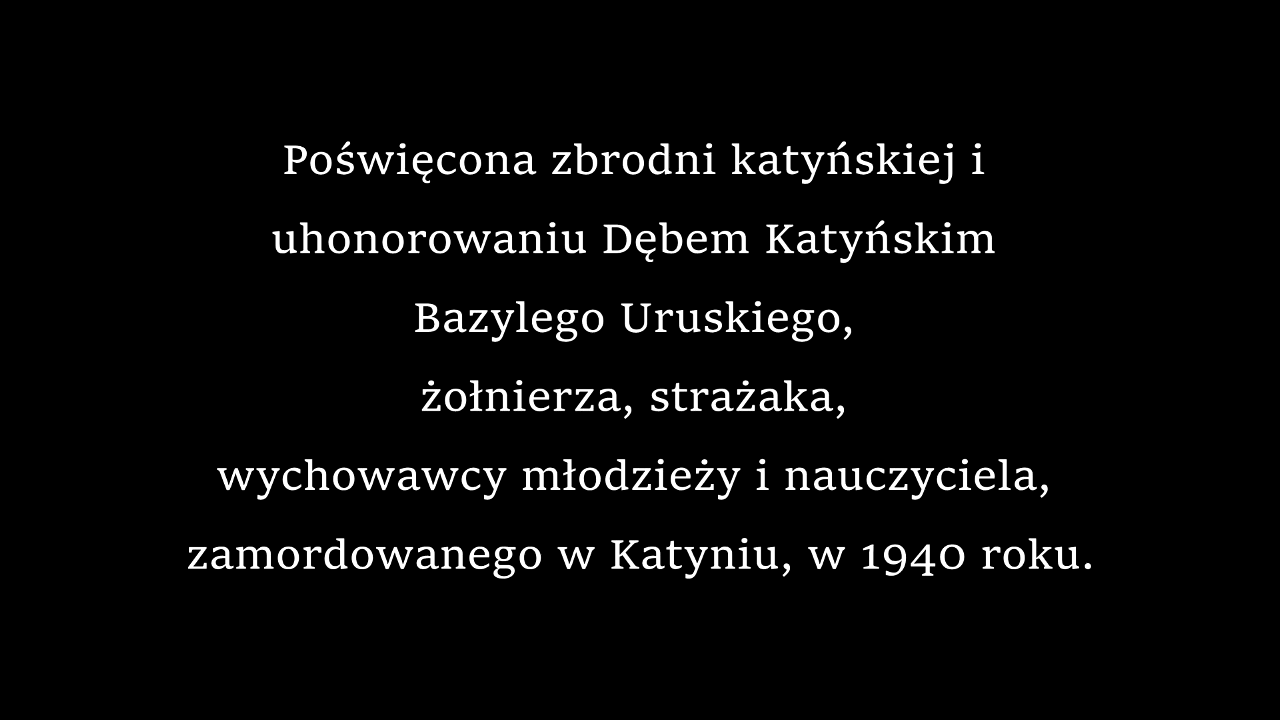 Poświęcona zbrodni katyńskiej i
uhonorowaniu Dębem Katyńskim
Bazylego Uruskiego,
żołnierza, strażaka,
wychowawcy młodzieży i nauczyciela,
zamordowanego w Katyniu, w 1940 roku.